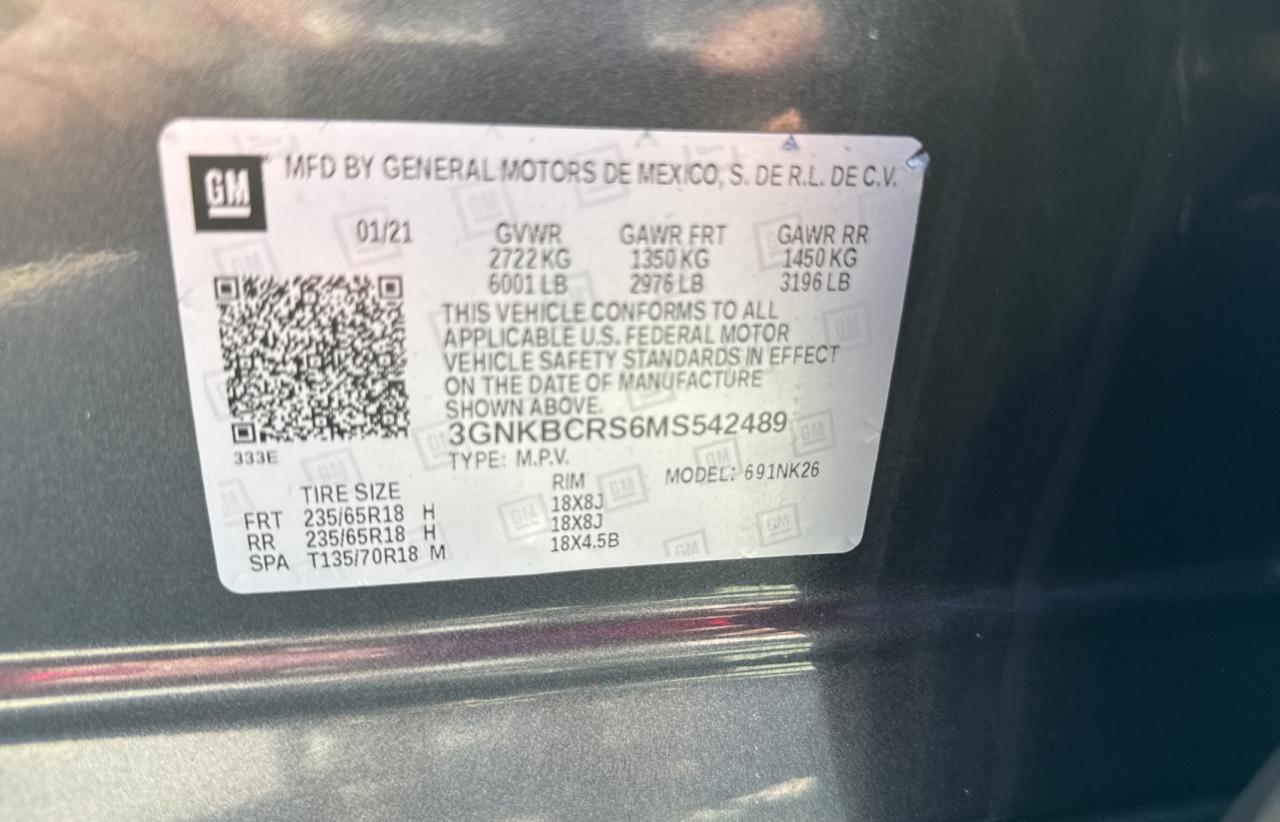 GM MFD BY GENERAL MOTORS DE MEXICO, S. DE R.L. DE C.V.
01/21 GVWR GAWR FRT GAWR RR
2722 KG 1350 KG 1450 KG
6001 LB 2976 LB 3196 LB
THIS VEHICLE CONFORMS TO ALL
APPLICABLE U.S. FEDERAL MOTOR
VEHICLE SAFETY STANDARDS IN EFFECT
ON THE DATE OF MANUFACTURE
SHOWN ABOVE.
3GNKBCRS6MS542489
333E
TYPE: M.P.V. MODEL: 691NK26
TIRE SIZE RIM
FRT 235/65R18 H 18X8J
RR 235/65R18 H 18X8J
SPA T135/70R18 M 18X4.5B